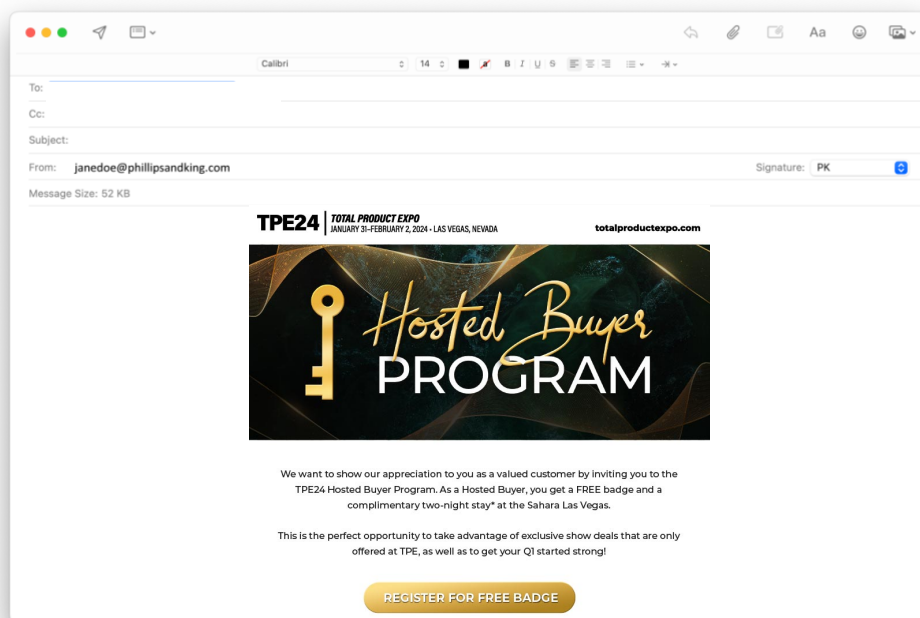 Aa
Calibri 14 a B I U S
To:
Cc:
Subject:
From: janedoe@phillipsandking.com Signature: PK
Message Size: 52 KB
TPE24 TOTAL PRODUCT EXPO
JANUARY 31-FEBRUARY 2, 2024 • LAS VEGAS, NEVADA totalproductexpo.com
Hosted Buyer
PROGRAM
We want to show our appreciation to you as a valued customer by inviting you to the
TPE24 Hosted Buyer Program. As a Hosted Buyer, you get a FREE badge and a
complimentary two-night stay* at the Sahara Las Vegas.
This is the perfect opportunity to take advantage of exclusive show deals that are only
offered at TPE, as well as to get your Q1 started strong!
REGISTER FOR FREE BADGE